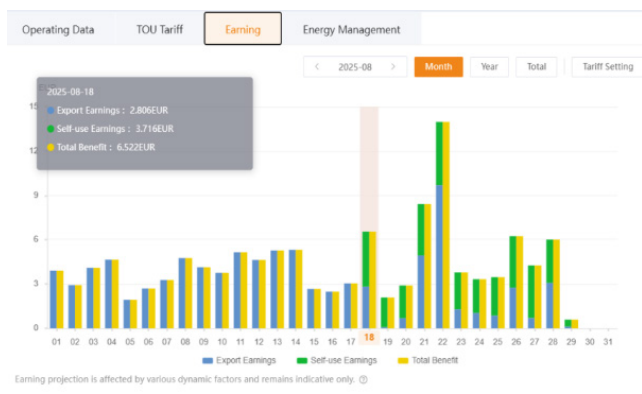 Operating Data TOU Tariff Earning Energy Management
< 2025-08 > Month Year Total Tariff Setting
2025-08-18
Export Earnings : 2.806EUR
Self-use Earnings : 3.716EUR
Total Benefit : 6.522EUR
15
12
9
6
3
0
01 02 03 04 05 06 07 08 09 10 11 12 13 14 15 16 17 18 19 20 21 22 23 24 25 26 27 28 29 30 31
Export Earnings Self-use Earnings Total Benefit
Earning projection is affected by various dynamic factors and remains indicative only.